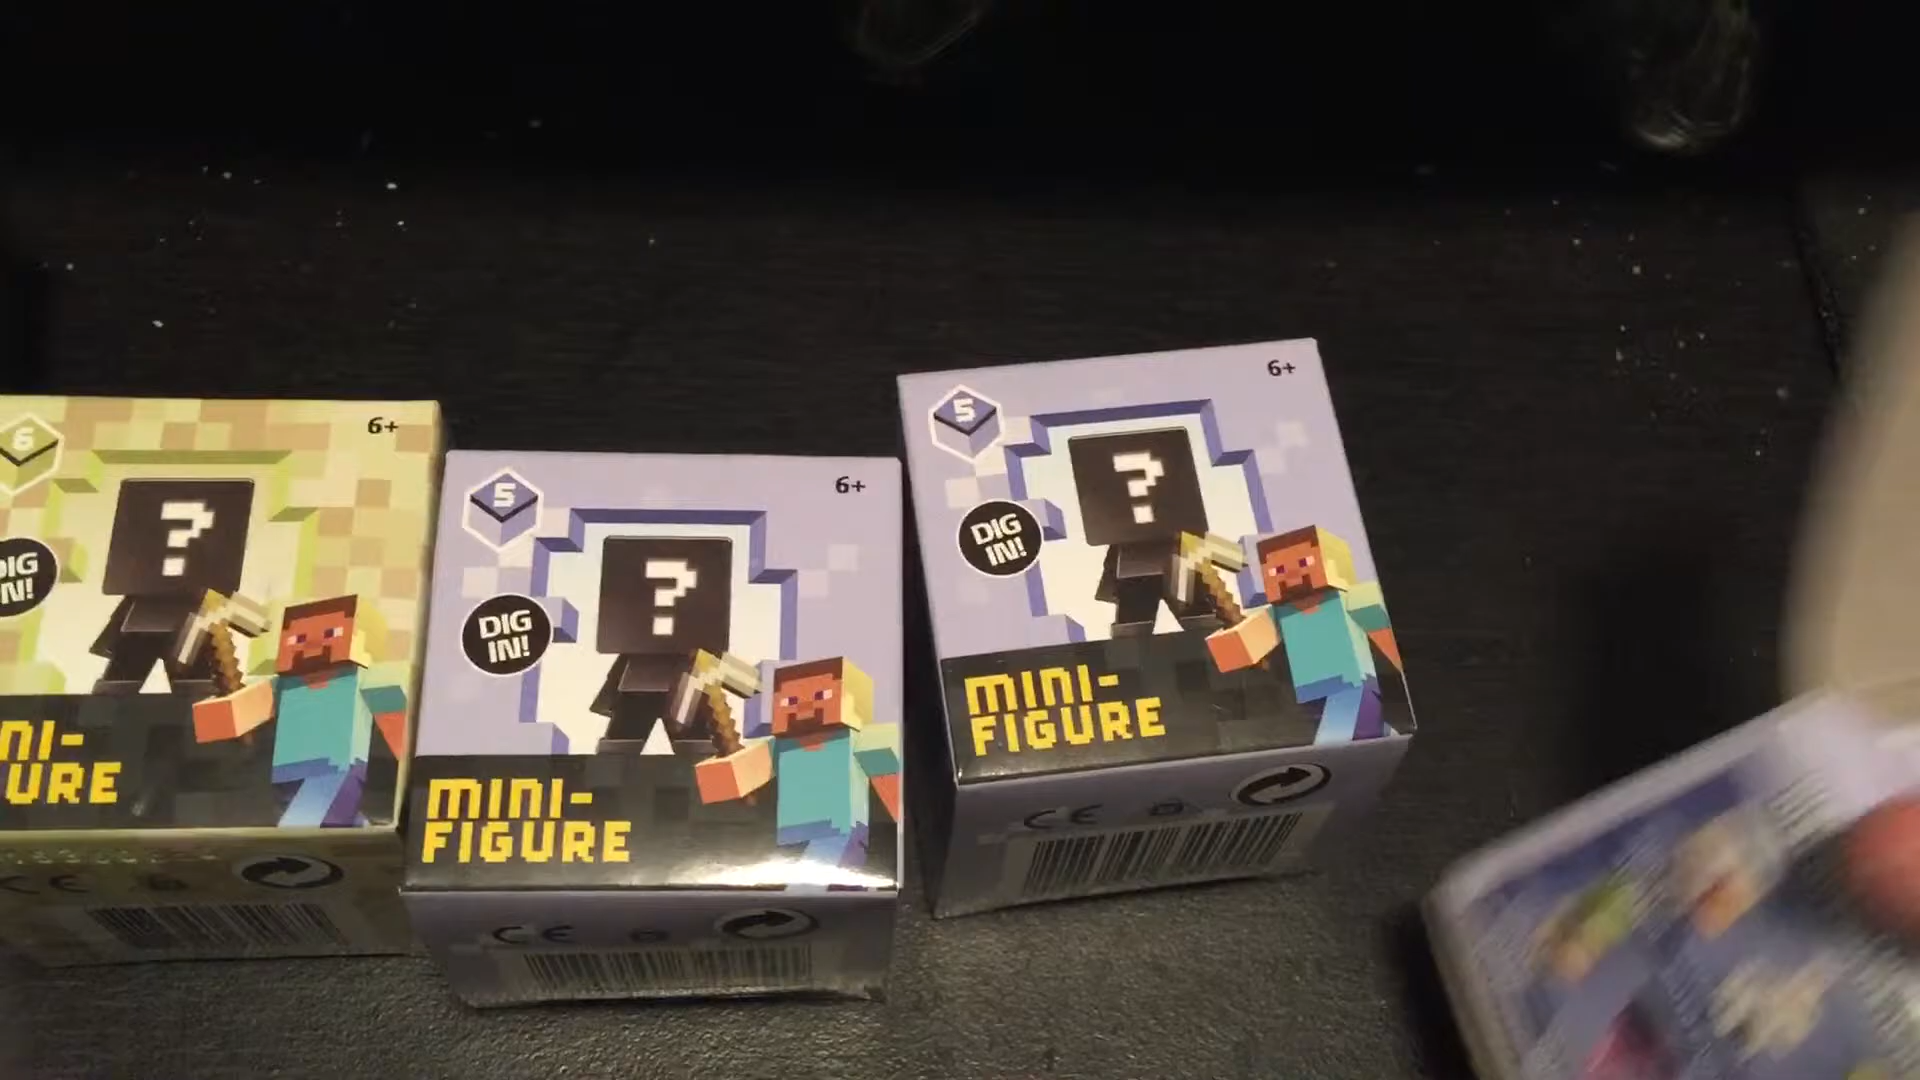 6
6+
?
DIG
IN!
NI-
URE
CE
5
6+
?
DIG
IN!
MINI-
FIGURE
CE
5
6+
?
DIG
IN!
MINI-
FIGURE
CE